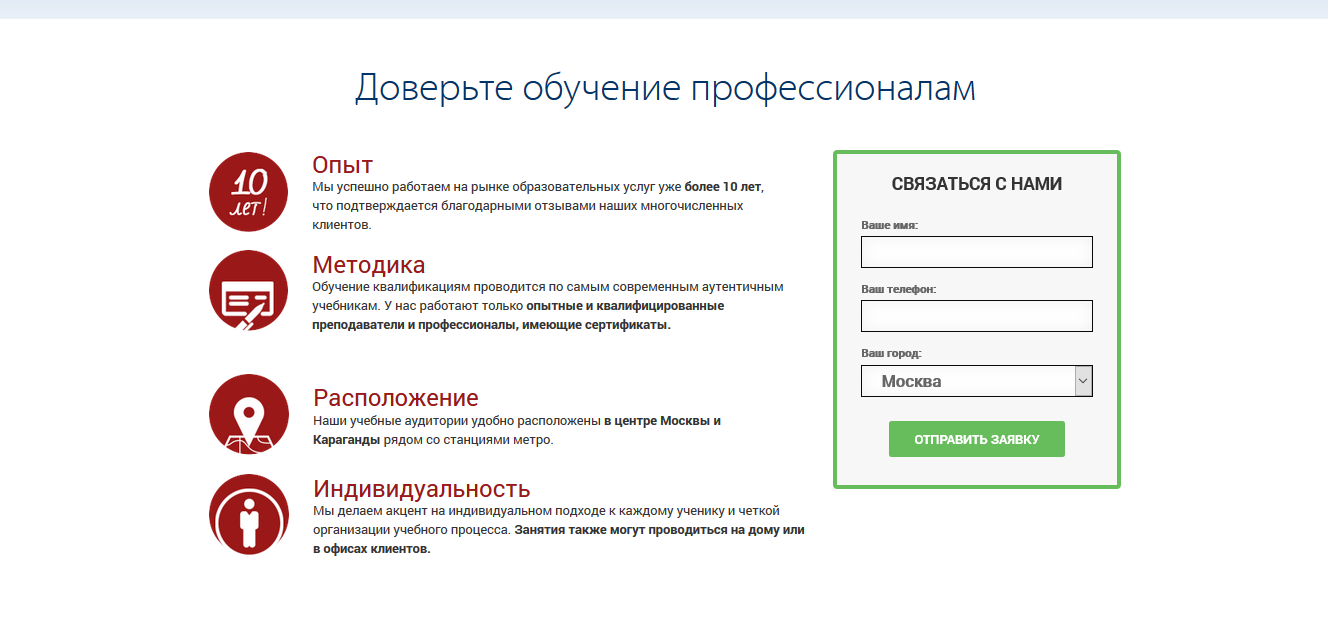 Доверьте обучение профессионалам
10
лет!
Опыт
Мы успешно работаем на рынке образовательных услуг уже более 10 лет,
что подтверждается благодарными отзывами наших многочисленных
клиентов.
Методика
Обучение квалификациям проводится по самым современным аутентичным
учебникам. У нас работают только опытные и квалифицированные
преподаватели и профессионалы, имеющие сертификаты.
Расположение
Наши учебные аудитории удобно расположены в центре Москвы и
Караганды рядом со станциями метро.
Индивидуальность
Мы делаем акцент на индивидуальном подходе к каждому ученику и четкой
организации учебного процесса. Занятия также могут проводиться на дому или
в офисах клиентов.
СВЯЗАТЬСЯ С НАМИ
Ваше имя:
Ваш телефон:
Ваш город:
Москва
ОТПРАВИТЬ ЗАЯВКУ